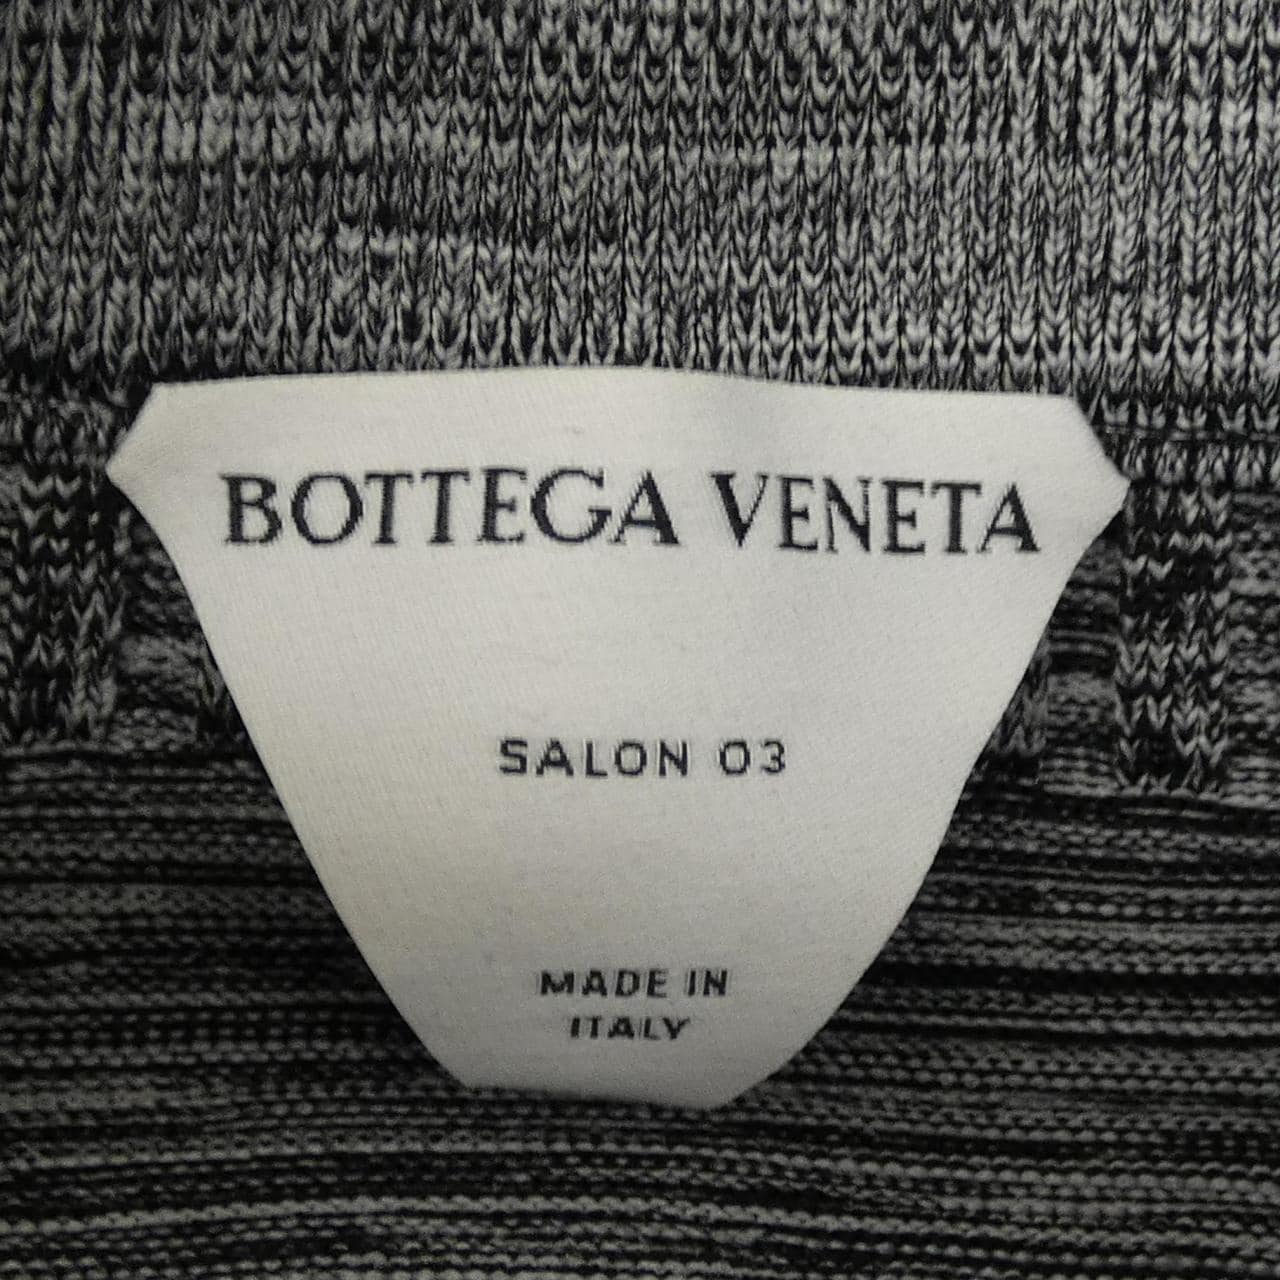 BOTTEGA VENETA
SALON 03
MADE IN
ITALY